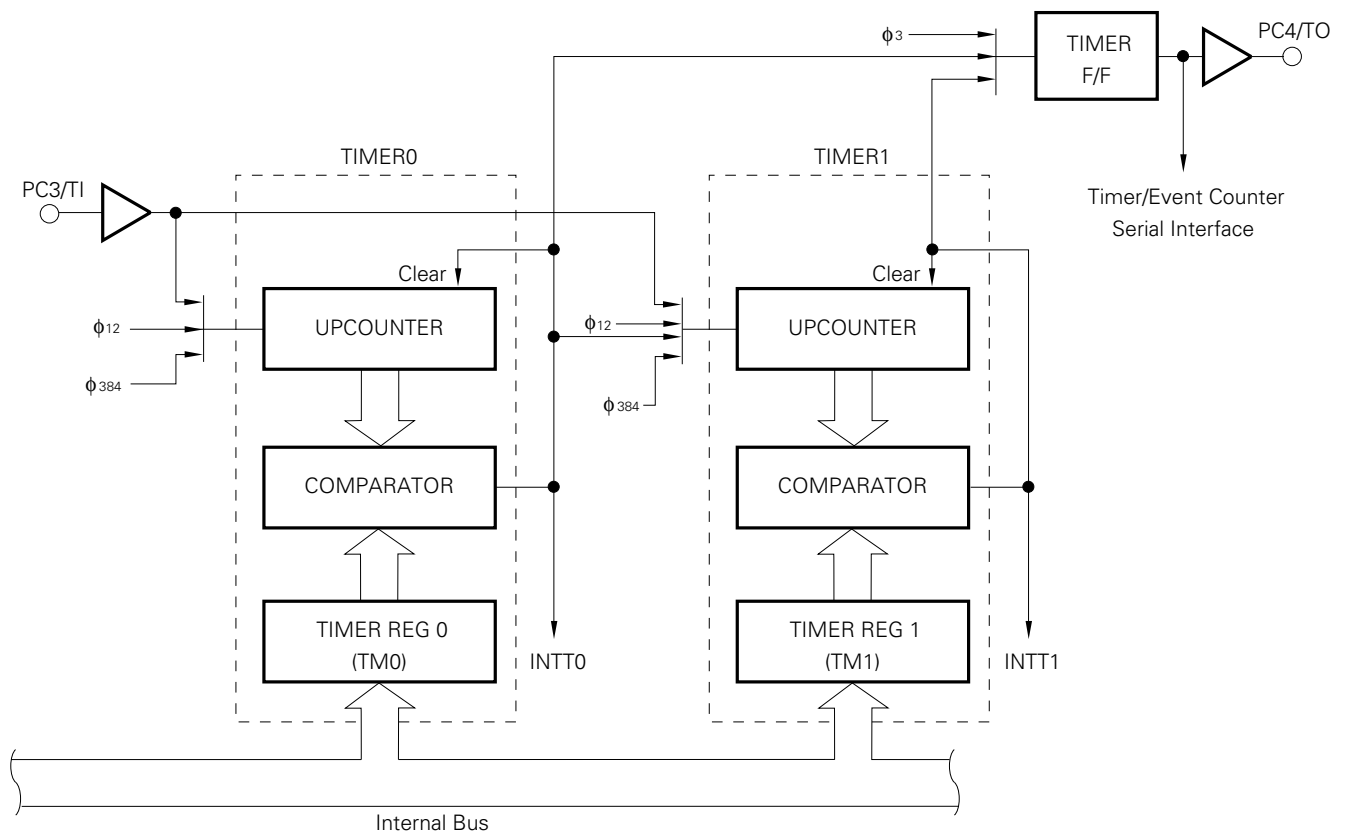 ϕ3
TIMER
F/F
PC4/TO
TIMER0
TIMER1
PC3/TI
Timer/Event Counter
Serial Interface
Clear
Clear
ϕ12
UPCOUNTER
ϕ12
UPCOUNTER
ϕ384
ϕ384
COMPARATOR
COMPARATOR
TIMER REG 0
(TM0)
INTT0
TIMER REG 1
(TM1)
INTT1
Internal Bus